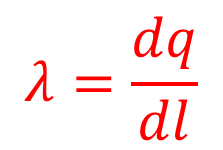 λ = dq/dl